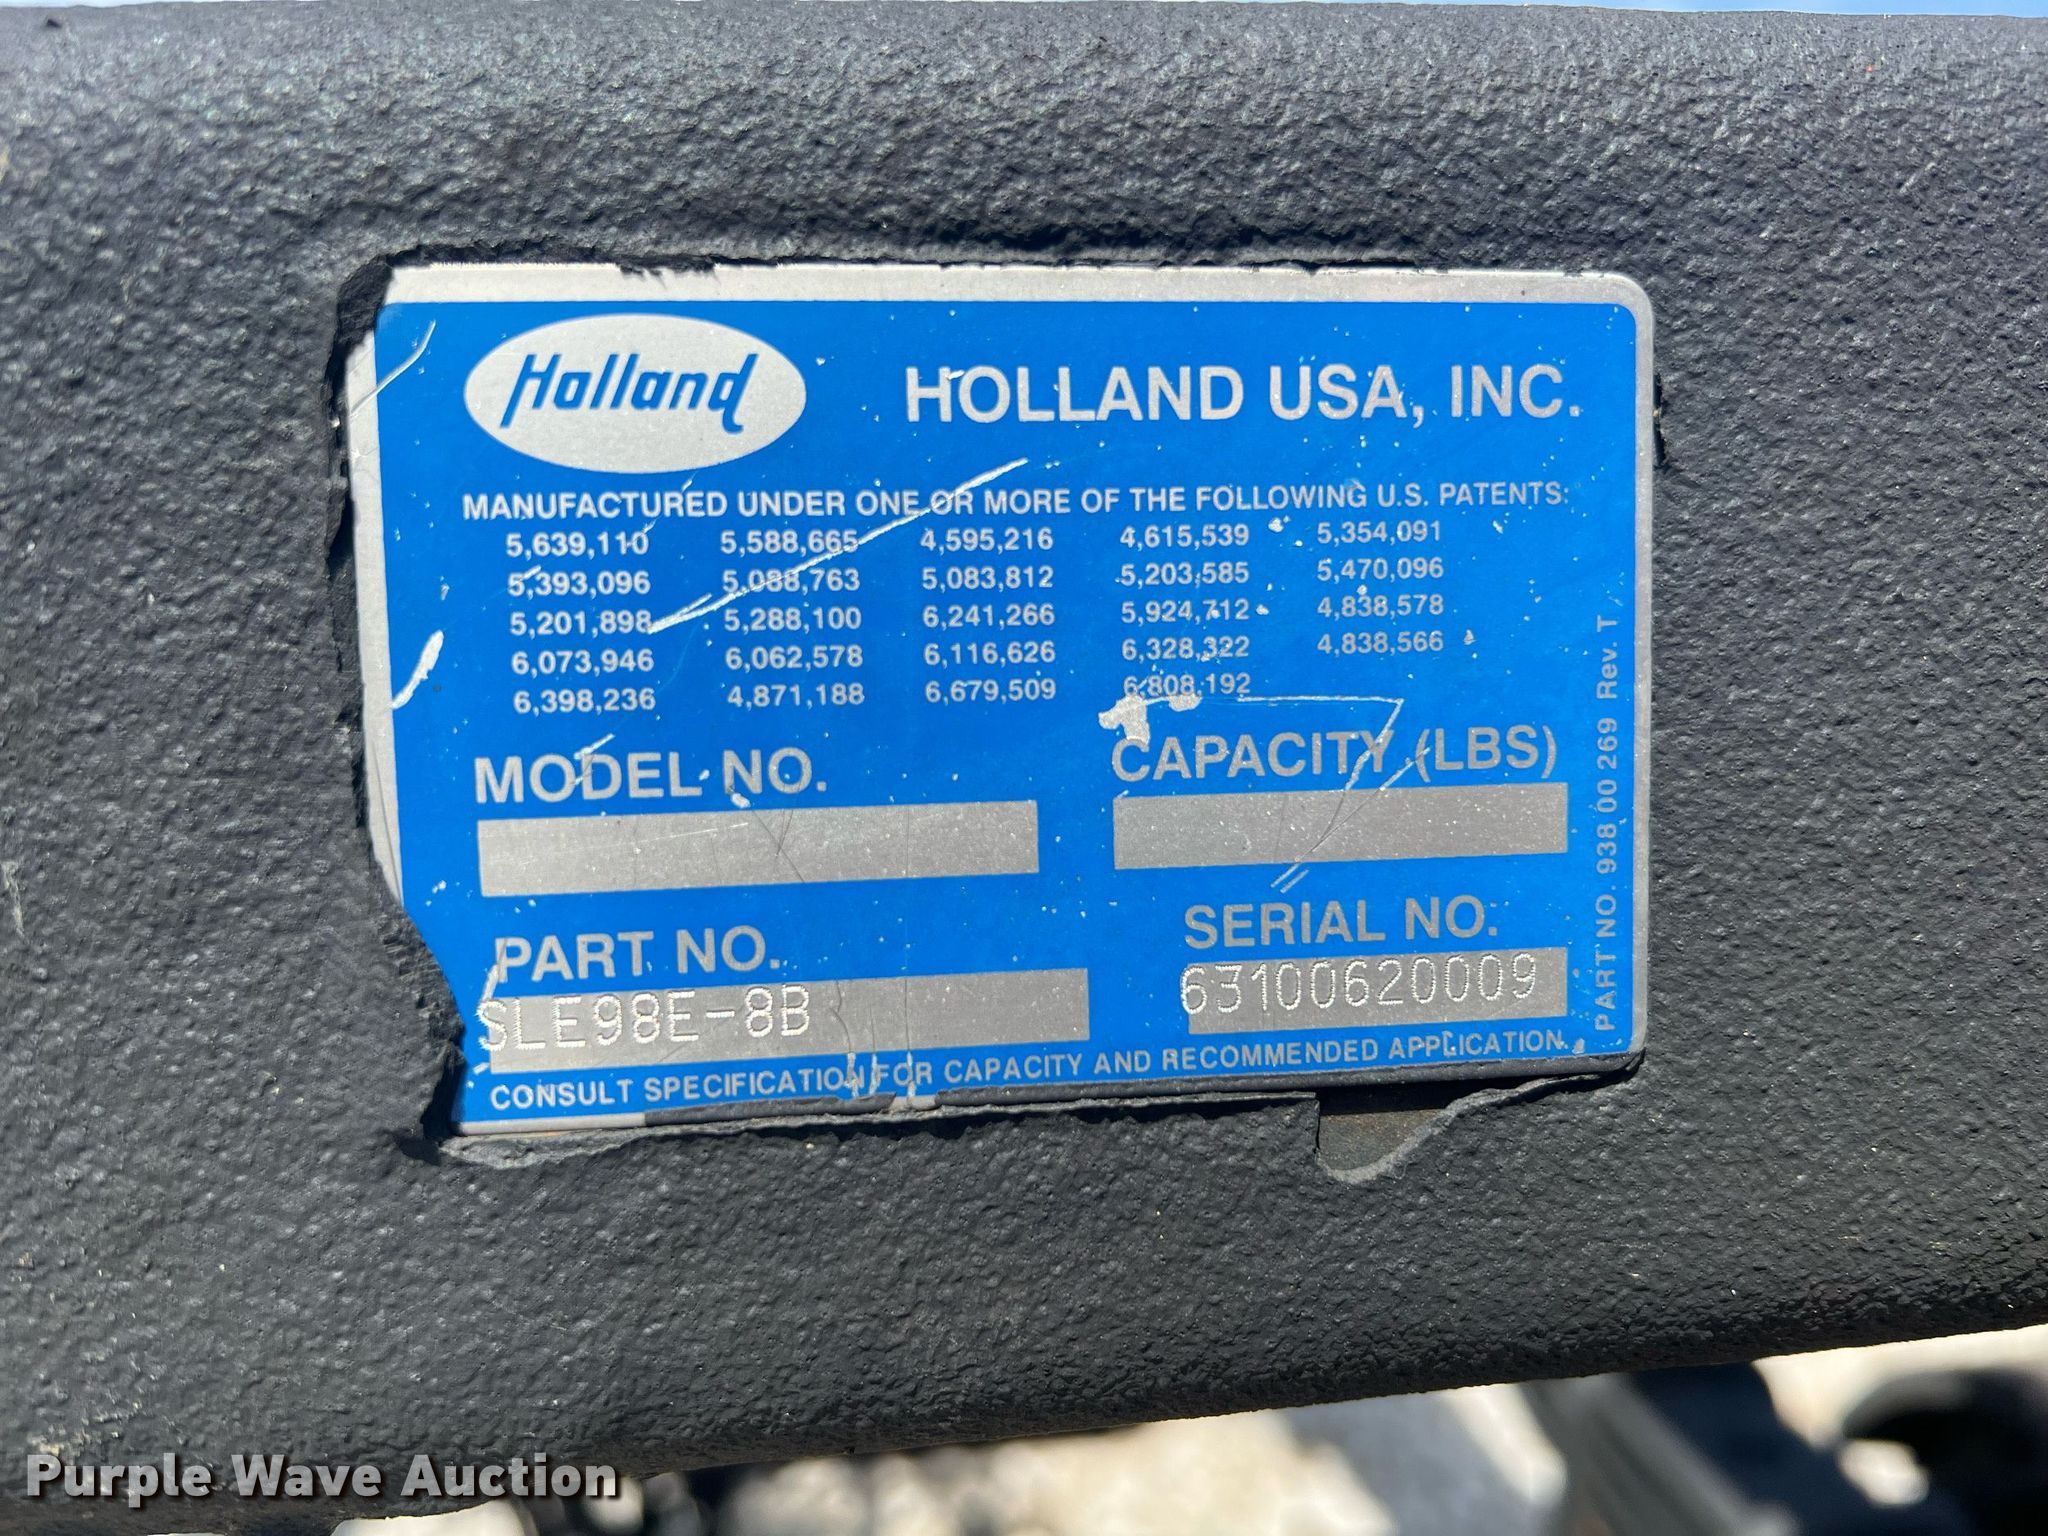 Holland
HOLLAND USA, INC.
MANUFACTURED UNDER ONE OR MORE OF THE FOLLOWING U.S. PATENTS:
5,639,110 5,588,665 4,595,216 4,615,539 5,354,091
5,393,096 5,088,763 5,083,812 5,203,585 5,470,096
5,201,898 5,288,100 6,241,266 5,924,712 4,838,578
6,073,946 6,062,578 6,116,626 6,328,322 4,838,566
6,398,236 4,871,188 6,679,509 6,808,192
MODEL NO. CAPACITY (LBS)
PART NO. SERIAL NO.
SLE98E-8B 63100620009
CONSULT SPECIFICATION FOR CAPACITY AND RECOMMENDED APPLICATION.
PART NO. 938 00 269 Rev. T
Purple Wave Auction